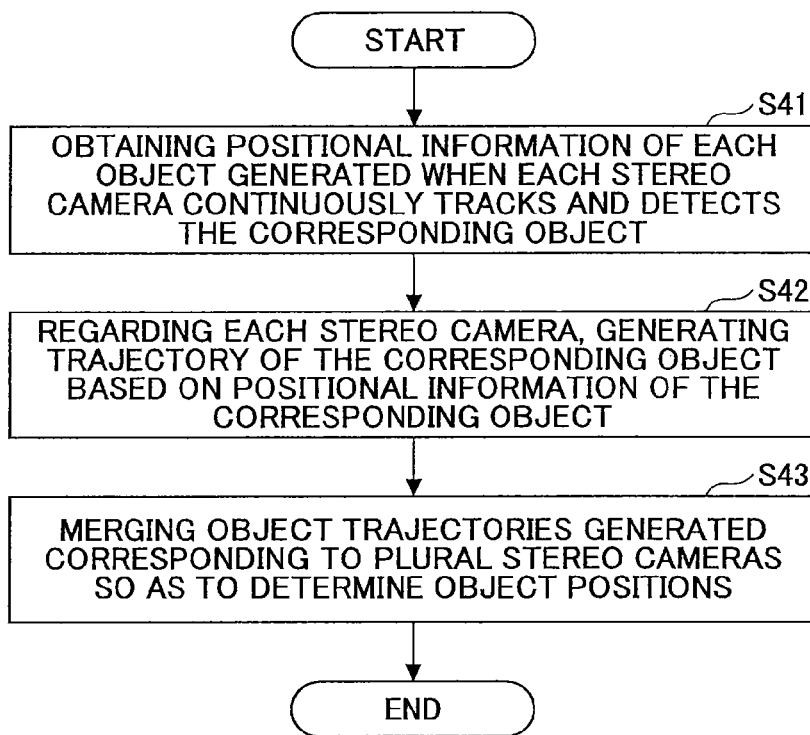 START
S41
OBTAINING POSITIONAL INFORMATION OF EACH
OBJECT GENERATED WHEN EACH STEREO
CAMERA CONTINUOUSLY TRACKS AND DETECTS
THE CORRESPONDING OBJECT
S42
REGARDING EACH STEREO CAMERA, GENERATING
TRAJECTORY OF THE CORRESPONDING OBJECT
BASED ON POSITIONAL INFORMATION OF THE
CORRESPONDING OBJECT
S43
MERGING OBJECT TRAJECTORIES GENERATED
CORRESPONDING TO PLURAL STEREO CAMERAS
SO AS TO DETERMINE OBJECT POSITIONS
END